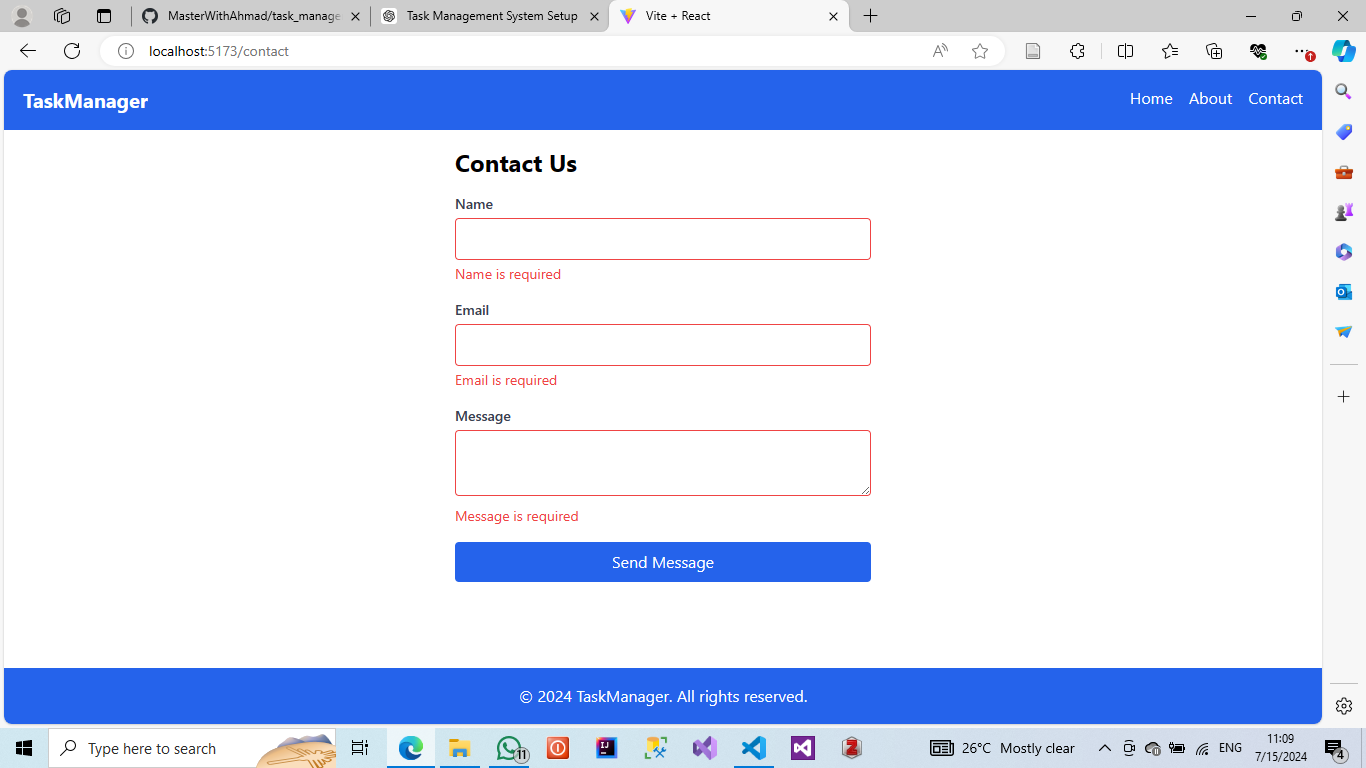 MasterWithAhmad/task_manage
Task Management System Setup
Vite + React
localhost:5173/contact
TaskManager
Home About Contact
Contact Us
Name
Name is required
Email
Email is required
Message
Message is required
Send Message
© 2024 TaskManager. All rights reserved.
Type here to search
11
26°C Mostly clear
ENG
11:09
7/15/2024
4